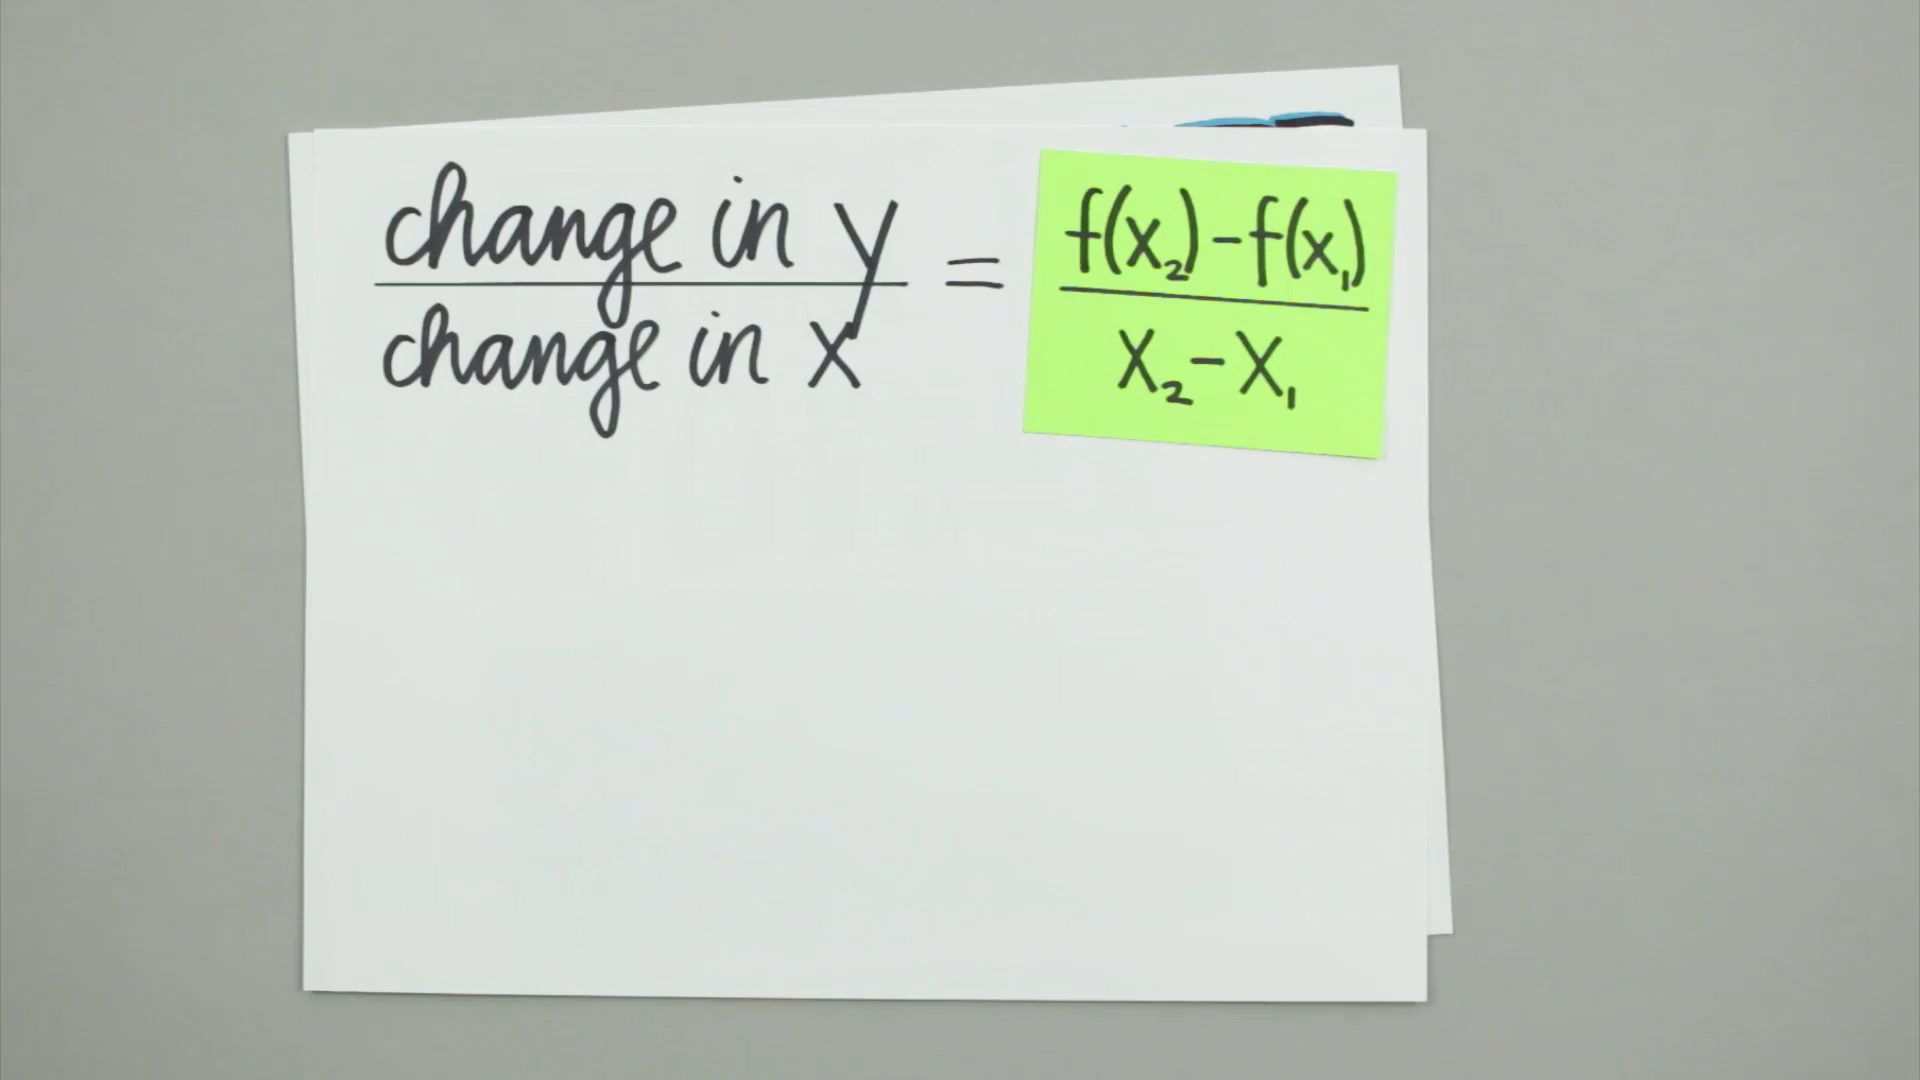 change in y
change in x
=
f(x₂)-f(x₁)
x₂-x₁